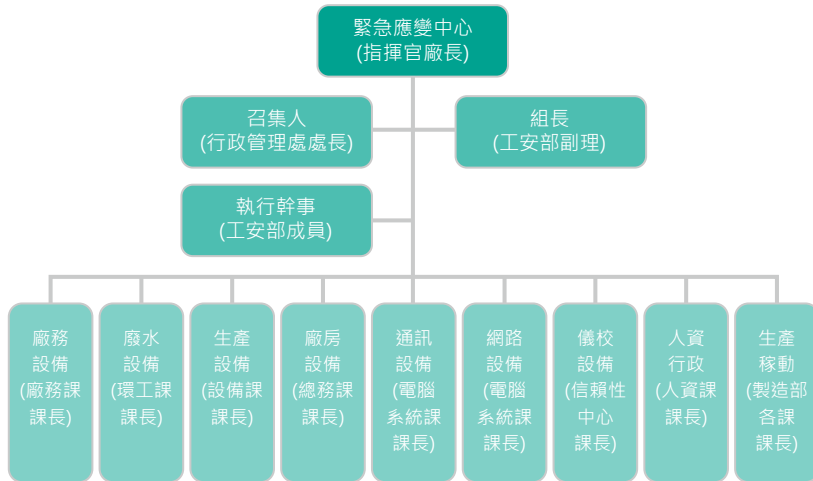 緊急應變中心
(指揮官廠長)
召集人
(行政管理處處長)
組長
(工安部副理)
執行幹事
(工安部成員)
廠務
設備
(廠務課
課長)
廢水
設備
(環工課
課長)
生產
設備
(設備課
課長)
廠房
設備
(總務課
課長)
通訊
設備
(電腦
系統課
課長)
網路
設備
(電腦
系統課
課長)
儀校
設備
(信賴性
中心
課長)
人資
行政
(人資課
課長)
生產
稼動
(製造部
各課
課長)